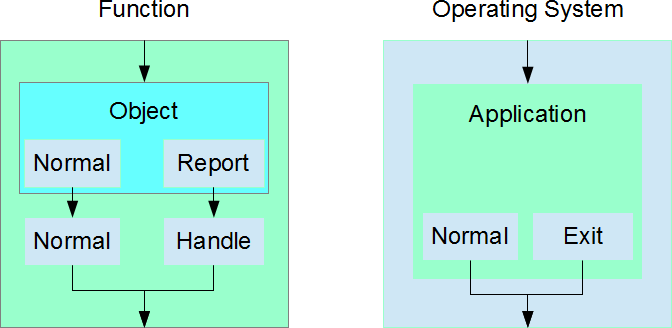 Function
Operating System
Object
Application
Normal
Report
Normal
Handle
Normal
Exit